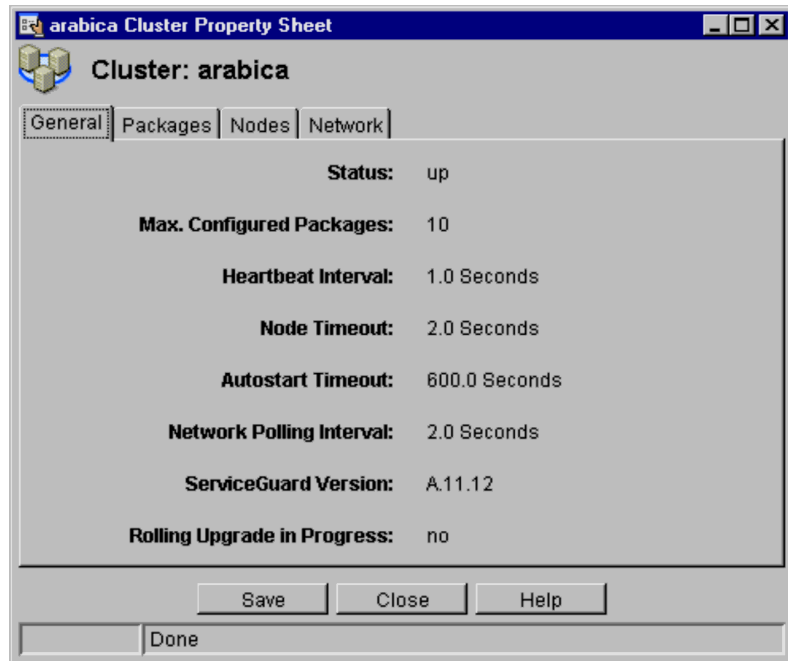 arabica Cluster Property Sheet
Cluster: arabica
General Packages Nodes Network
Status: up
Max. Configured Packages: 10
Heartbeat Interval: 1.0 Seconds
Node Timeout: 2.0 Seconds
Autostart Timeout: 600.0 Seconds
Network Polling Interval: 2.0 Seconds
ServiceGuard Version: A.11.12
Rolling Upgrade in Progress: no
Save Close Help
Done